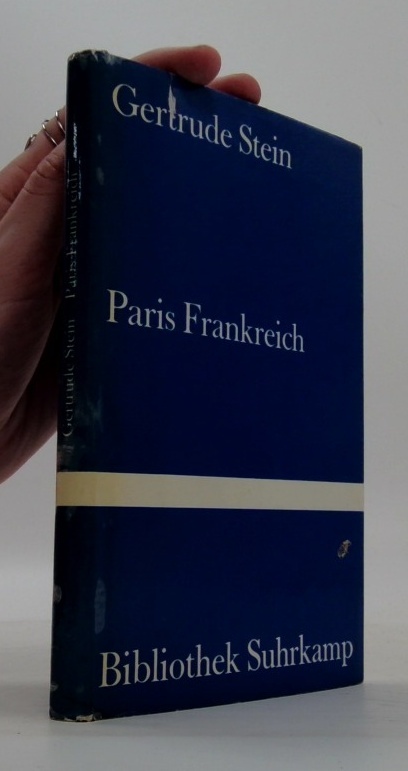 Gertrude Stein
Paris Frankreich
Bibliothek Suhrkamp
Gertrude Stein Paris Frankreich